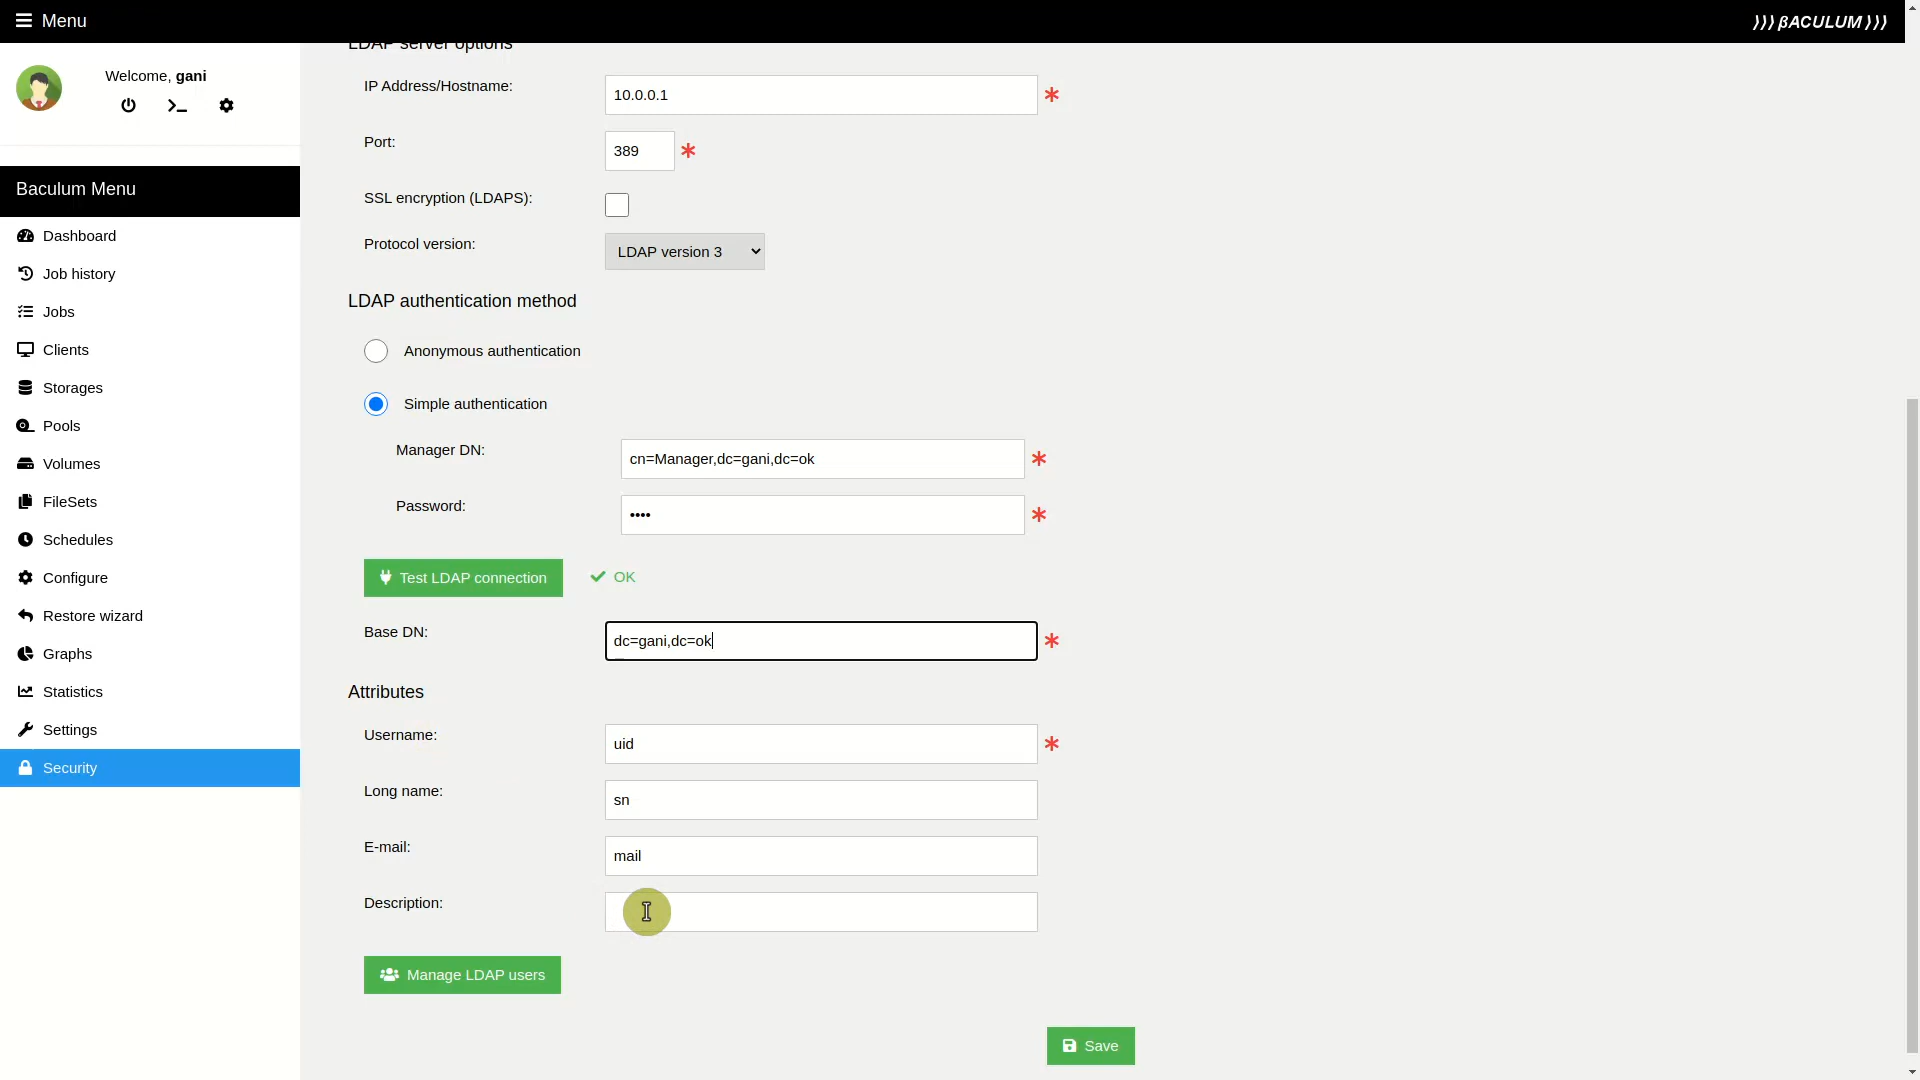 Menu
⟩⟩⟩ βACULUM ⟩⟩⟩
Welcome, gani
Baculum Menu
Dashboard
Job history
Jobs
Clients
Storages
Pools
Volumes
FileSets
Schedules
Configure
Restore wizard
Graphs
Statistics
Settings
Security
LDAP server options
IP Address/Hostname:
10.0.0.1
Port:
389
SSL encryption (LDAPS):
Protocol version:
LDAP version 3
LDAP authentication method
Anonymous authentication
Simple authentication
Manager DN:
cn=Manager,dc=gani,dc=ok
Password:
••••
Test LDAP connection
OK
Base DN:
dc=gani,dc=ok
Attributes
Username:
uid
Long name:
sn
E-mail:
mail
Description:
Manage LDAP users
Save